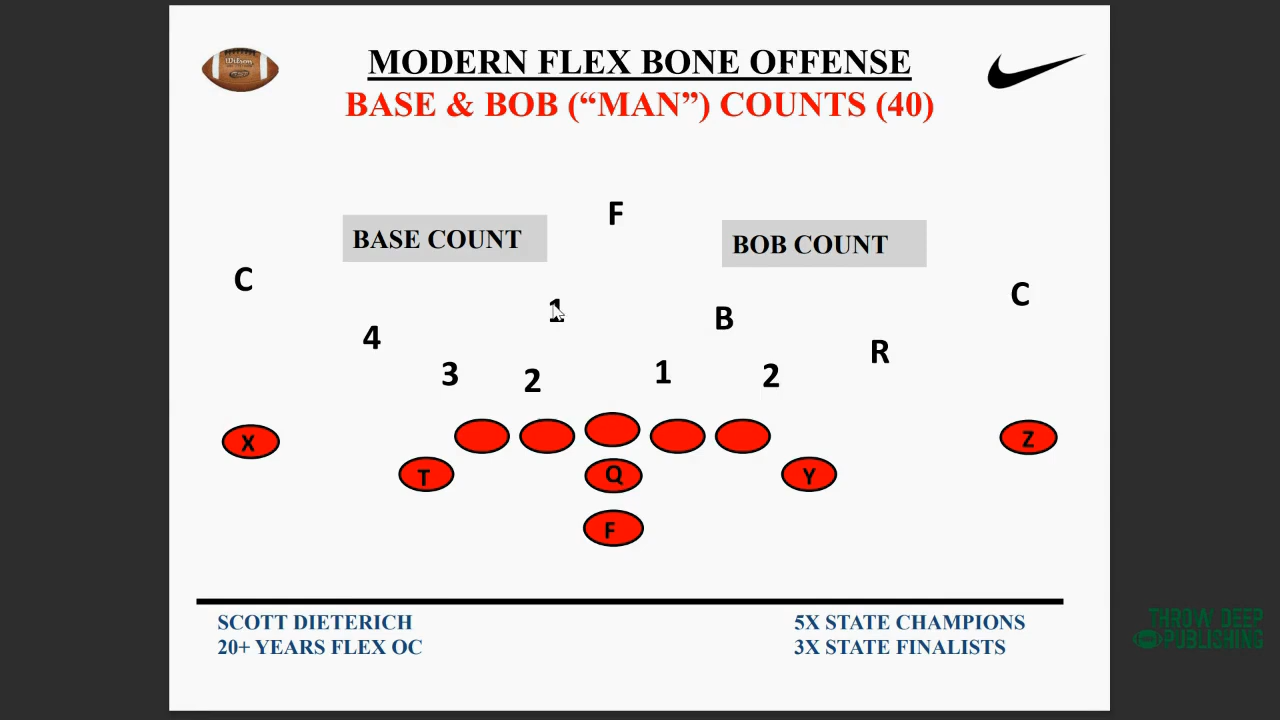 MODERN FLEX BONE OFFENSE
BASE & BOB (“MAN”) COUNTS (40)
Wilson
F
BASE COUNT
BOB COUNT
C
C
1
B
4
R
3
2
1
2
X
Z
T
Q
Y
F
SCOTT DIETERICH
5X STATE CHAMPIONS
20+ YEARS FLEX OC
3X STATE FINALISTS
THROW DEEP
PUBLISHING